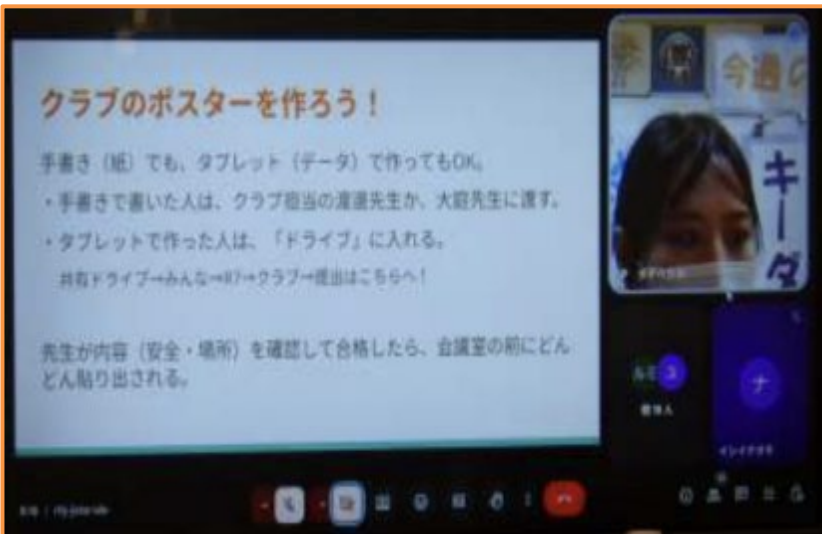 クラブのポスターを作ろう！
手書き（紙）でも、タブレット（データ）で作ってもOK。
・手書きで書いた人は、クラブ担当の渡邉先生か、大庭先生に渡す。
・タブレットで作った人は、「ドライブ」に入れる。
共有ドライブ→みんな→R7→クラブ→提出はこちらへ！
先生が内容（安全・場所）を確認して合格したら、会議室の前にどん
どん貼り出される。
今週の
キーダ
ナ